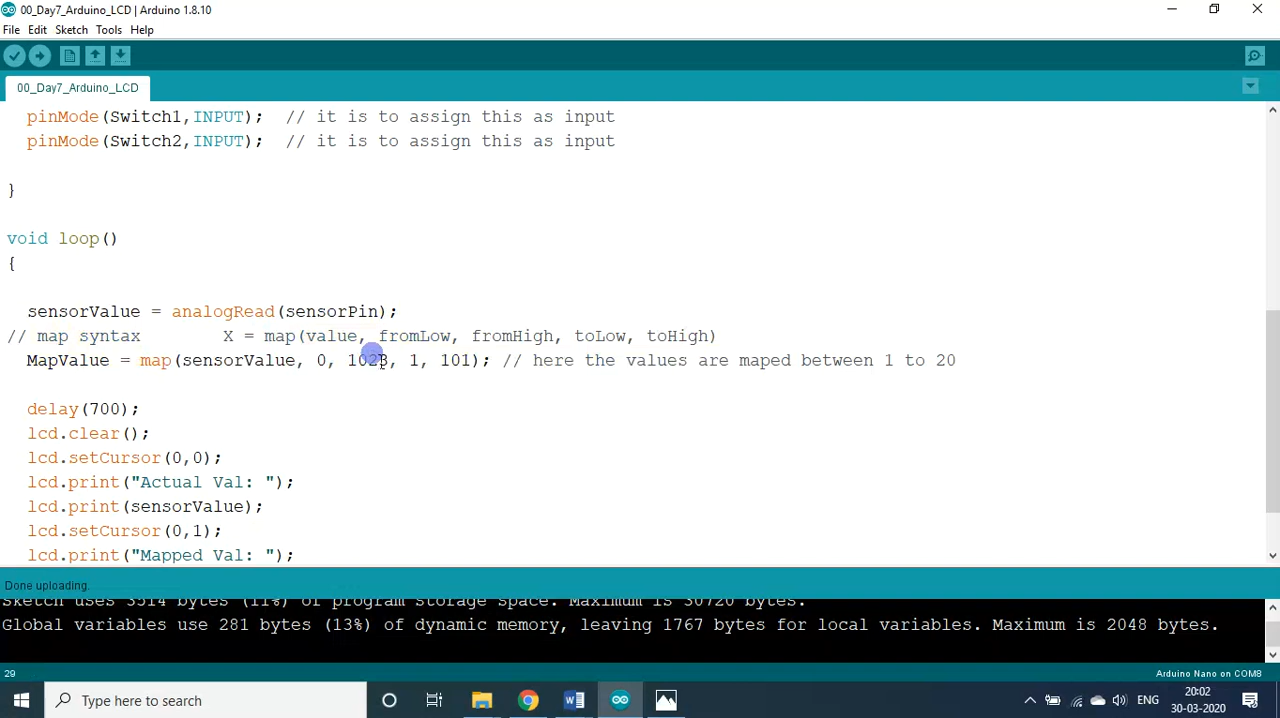 00_Day7_Arduino_LCD | Arduino 1.8.10
File Edit Sketch Tools Help
00_Day7_Arduino_LCD
pinMode(Switch1,INPUT);  // it is to assign this as input
pinMode(Switch2,INPUT);  // it is to assign this as input
}
void loop()
{
sensorValue = analogRead(sensorPin);
// map syntax        X = map(value, fromLow, fromHigh, toLow, toHigh)
MapValue = map(sensorValue, 0, 1023, 1, 101); // here the values are maped between 1 to 20
delay(700);
lcd.clear();
lcd.setCursor(0,0);
lcd.print("Actual Val: ");
lcd.print(sensorValue);
lcd.setCursor(0,1);
lcd.print("Mapped Val: ");
Done uploading.
Sketch uses 3514 bytes (11%) of program storage space. Maximum is 30720 bytes.
Global variables use 281 bytes (13%) of dynamic memory, leaving 1767 bytes for local variables. Maximum is 2048 bytes.
29 Arduino Nano on COM8
Type here to search
ENG
20:02
30-03-2020